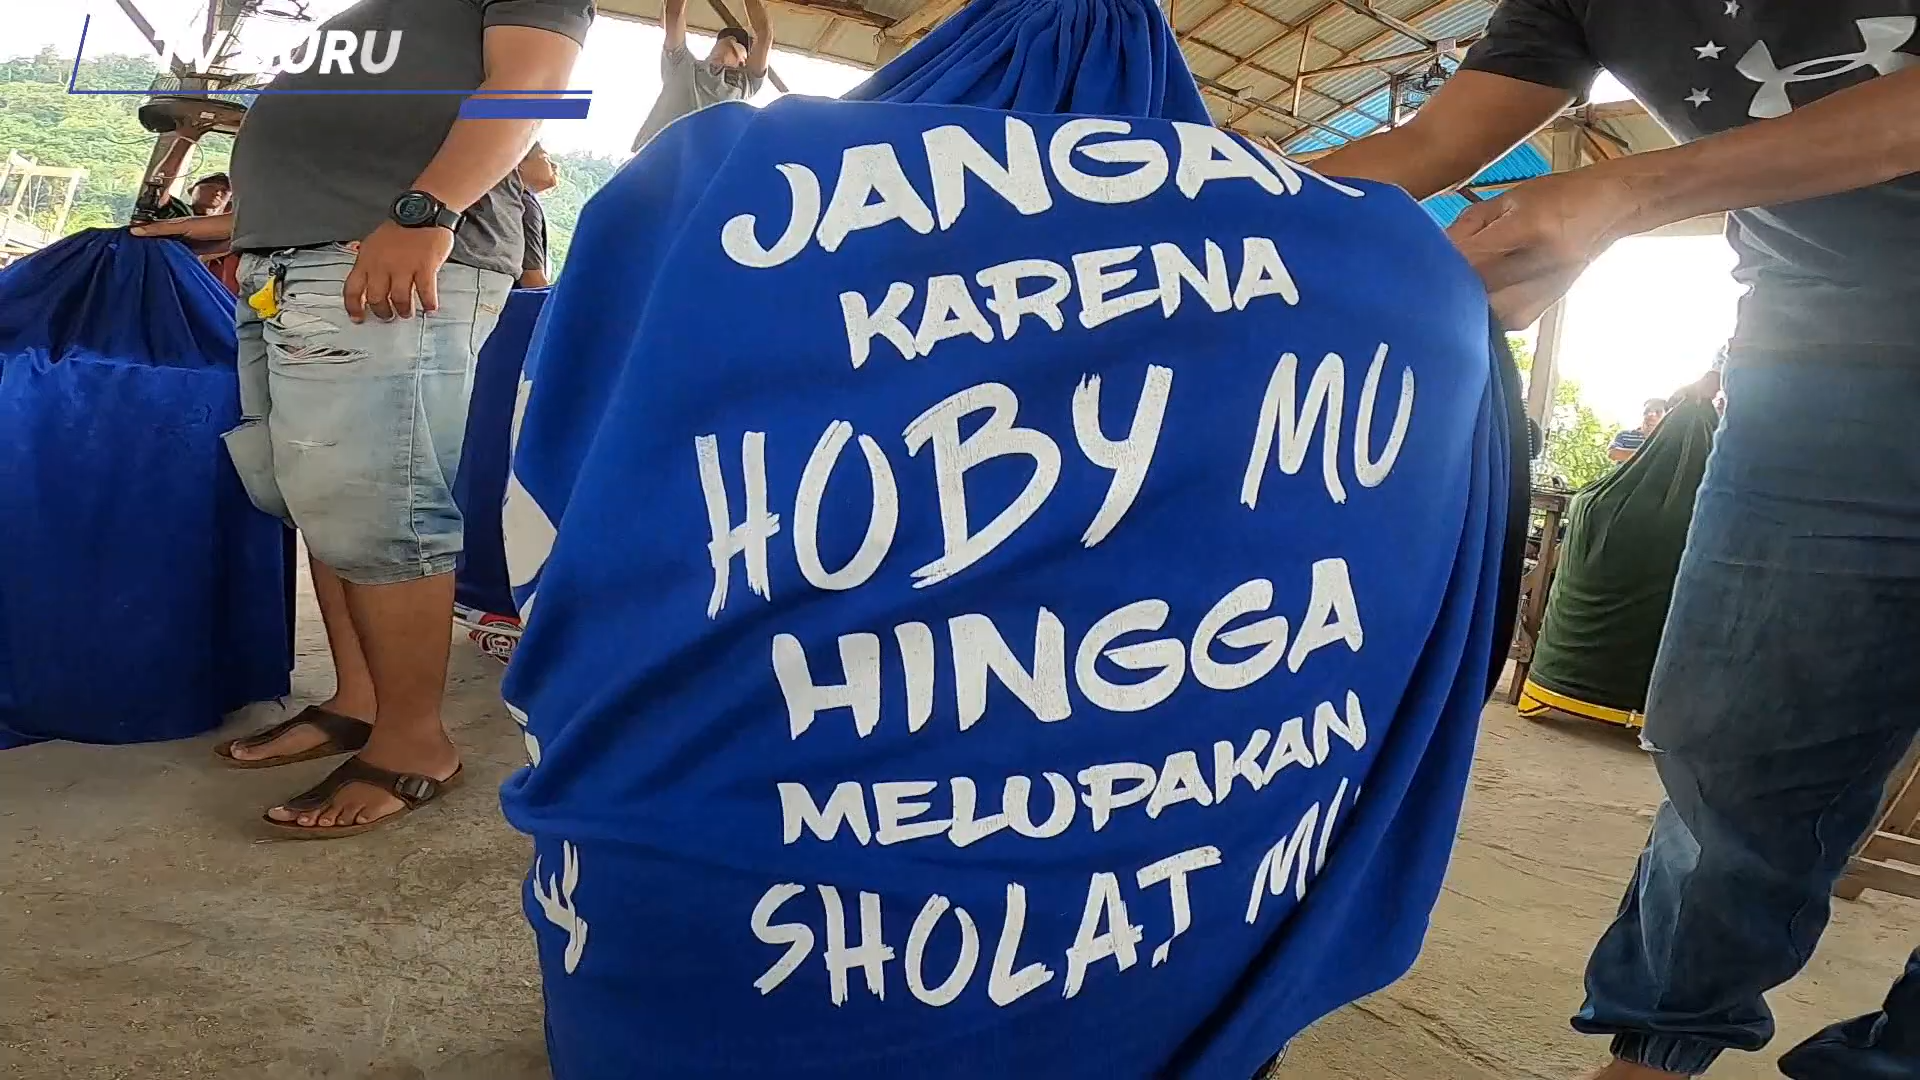 JANGAN
KARENA
HOBY MU
HINGGA
MELUPAKAN
SHOLAT MU